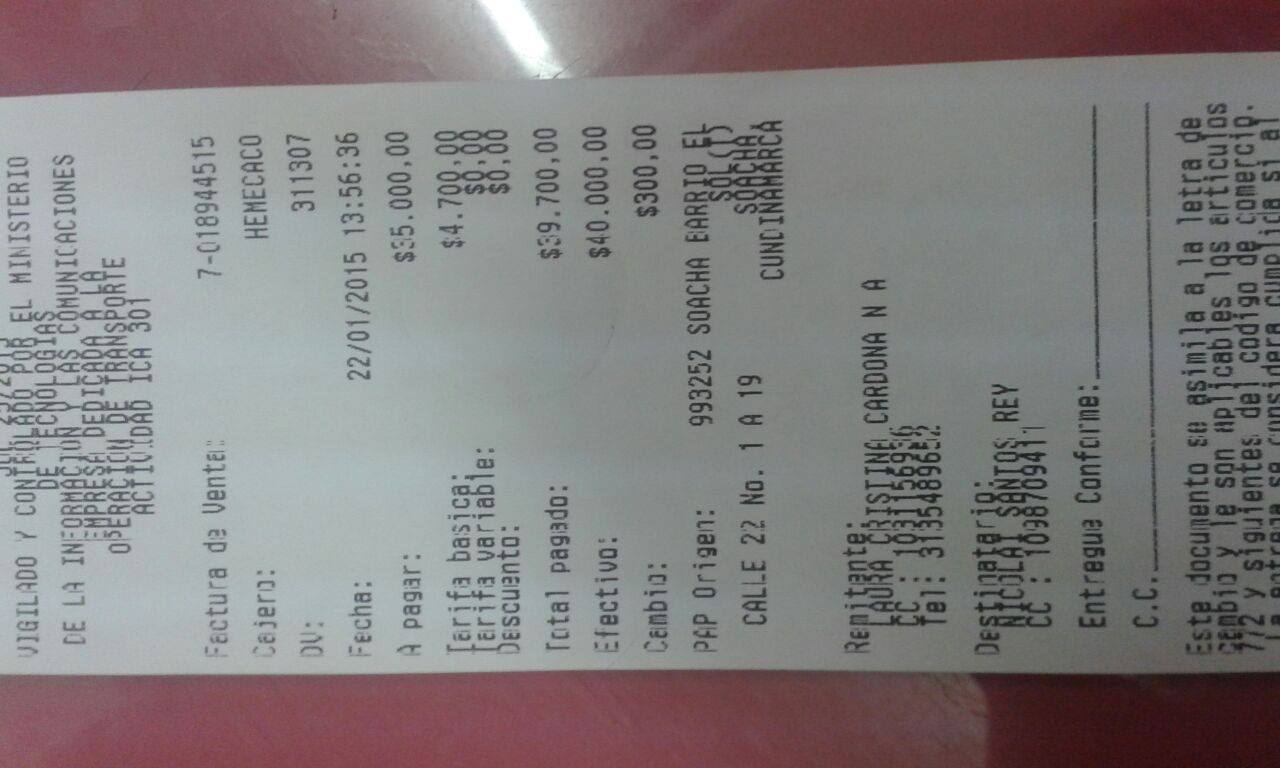 VIGILADO Y CONTROLADO POR EL MINISTERIO
DE TECNOLOGIAS
DE LA INFORMACION Y LAS COMUNICACIONES
EMPRESA DEDICADA A LA
OPERACION DE TRANSPORTE
ACTIVIDAD ICA 301
Factura de Venta: 7-018944515
Cajero: HEMECACO
DV: 311307
Fecha: 22/01/2015 13:56:36
A pagar: $35.000,00
Tarifa basica: $4.700,00
Tarifa variable: $0,00
Descuento: $0,00
Total pagado: $39.700,00
Efectivo: $40.000,00
Cambio: $300,00
PAP Origen: 993252 SOACHA BARRIO EL
SOL(1)
CALLE 22 No. 1 A 19 SOACHA,
CUNDINAMARCA
Remitente:
LAURA CRISTINA CARDONA N A
CC : 1031156936
Tel: 3135489652
Destinatario:
NICOLAI SANTOS REY
CC : 1098709411
Entregue Conforme:
C.C.
Este documento se asimila a la letra de
cambio y le son aplicables los articulos
772 y siguientes del codigo de comercio.
La entrega se considera cumplida si al